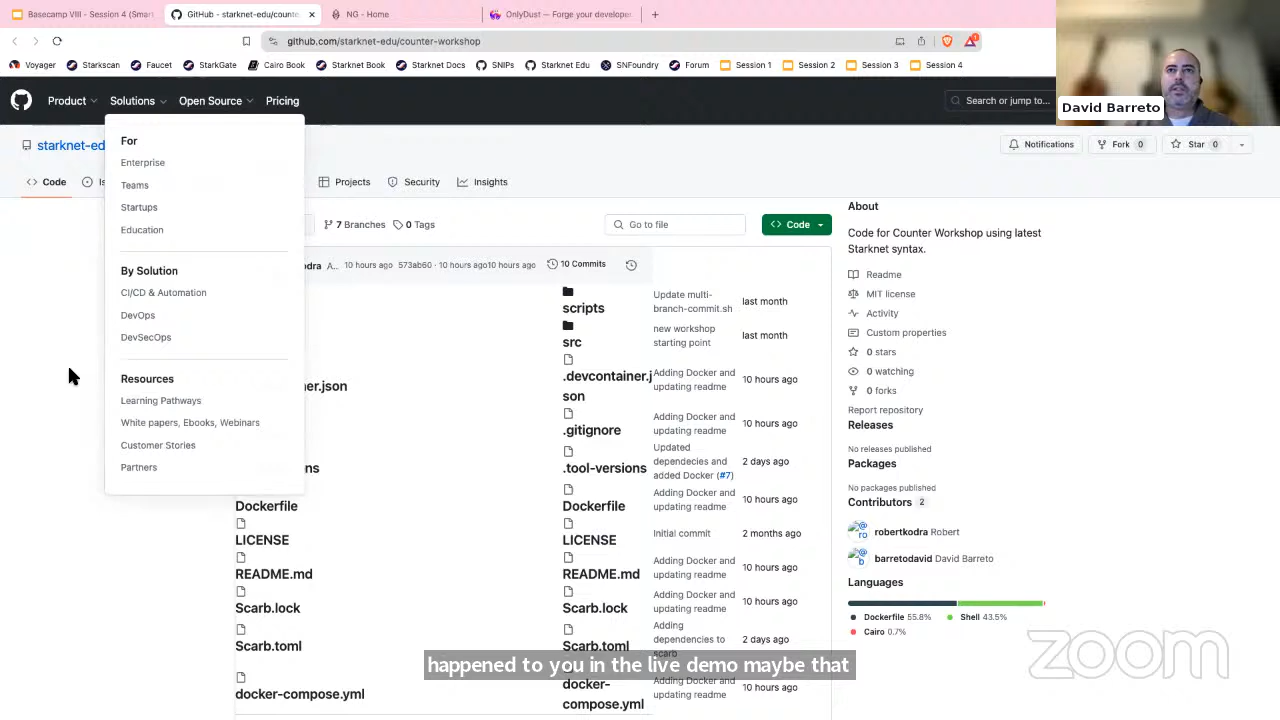 Basecamp VIII - Session 4 (Smar
GitHub - starknet-edu/counte
NG - Home
OnlyDust — Forge your develope
github.com/starknet-edu/counter-workshop
Voyager
Starkscan
Faucet
StarkGate
Cairo Book
Starknet Book
Starknet Docs
SNIPs
Starknet Edu
SNFoundry
Forum
Session 1
Session 2
Session 3
Session 4
David Barreto
Product
Solutions
Open Source
Pricing
Search or jump to...
starknet-ed
Notifications
Fork 0
Star 0
Code
Is
Projects
Security
Insights
For
Enterprise
Teams
Startups
Education
By Solution
CI/CD & Automation
DevOps
DevSecOps
Resources
Learning Pathways
White papers, Ebooks, Webinars
Customer Stories
Partners
7 Branches
0 Tags
Go to file
Code
odra A.. 10 hours ago 573ab60 · 10 hours ago10 hours ago 10 Commits
scripts
Update multi-
branch-commit.sh
last month
src
new workshop
starting point
last month
er.json
.devcontainer.j
son
Adding Docker and
updating readme
10 hours ago
.gitignore
Adding Docker and
updating readme
10 hours ago
ns
.tool-versions
Updated
dependecies and
added Docker (#7)
2 days ago
Dockerfile
Dockerfile
Adding Docker and
updating readme
10 hours ago
LICENSE
LICENSE
Initial commit
2 months ago
README.md
README.md
Adding Docker and
updating readme
10 hours ago
Scarb.lock
Scarb.lock
Adding Docker and
updating readme
10 hours ago
Scarb.toml
Scarb.toml
Adding
dependencies to
scarb
2 days ago
docker-compose.yml
docker-
compose.yml
Adding Docker and
updating readme
10 hours ago
About
Code for Counter Workshop using latest
Starknet syntax.
Readme
MIT license
Activity
Custom properties
0 stars
0 watching
0 forks
Report repository
Releases
No releases published
Packages
No packages published
Contributors 2
robertkodra Robert
barretodavid David Barreto
Languages
Dockerfile 55.8%
Shell 43.5%
Cairo 0.7%
happened to you in the live demo maybe that
zoom